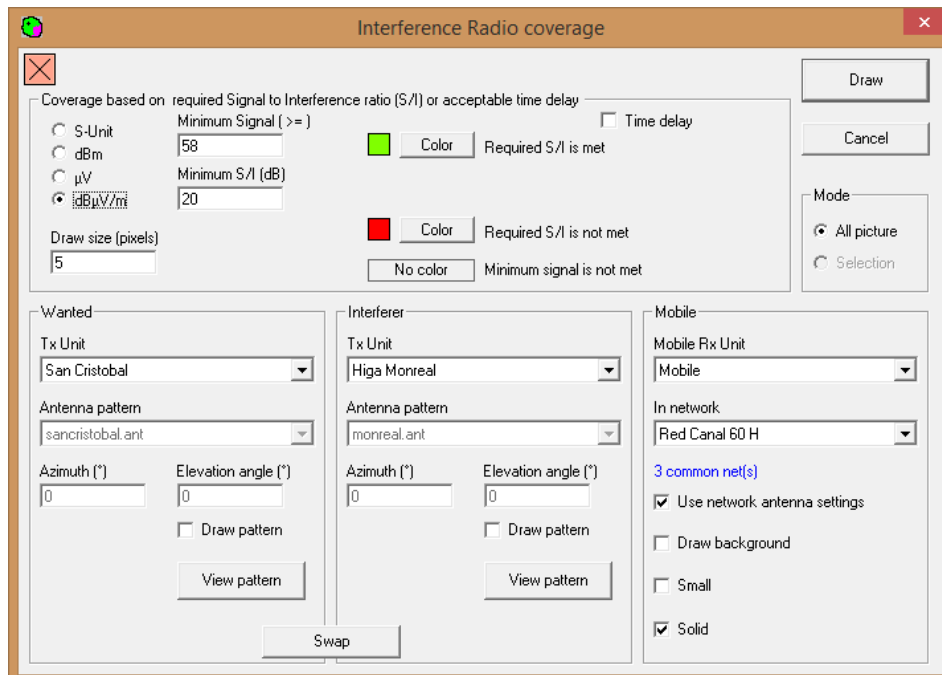 Interference Radio coverage
Coverage based on required Signal to Interference ratio (S/I) or acceptable time delay
S-Unit
dBm
µV
dBµV/m
Minimum Signal ( >= )
58
Minimum S/I (dB)
20
Draw size (pixels)
5
Time delay
Color
Required S/I is met
Color
Required S/I is not met
No color
Minimum signal is not met
Draw
Cancel
Mode
All picture
Selection
Wanted
Tx Unit
San Cristobal
Antenna pattern
sancristobal.ant
Azimuth (°)
0
Elevation angle (°)
0
Draw pattern
View pattern
Interferer
Tx Unit
Higa Monreal
Antenna pattern
monreal.ant
Azimuth (°)
0
Elevation angle (°)
0
Draw pattern
View pattern
Swap
Mobile
Mobile Rx Unit
Mobile
In network
Red Canal 60 H
3 common net(s)
Use network antenna settings
Draw background
Small
Solid